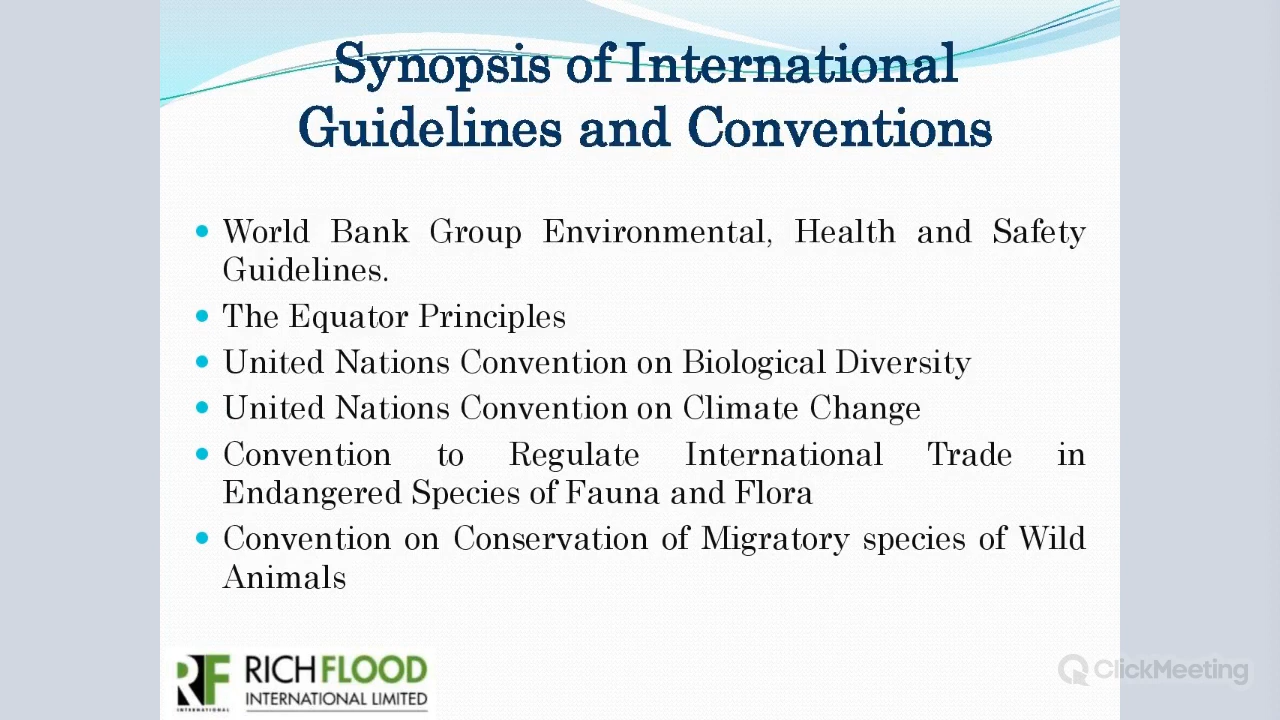 Synopsis of International
Guidelines and Conventions
World Bank Group Environmental, Health and Safety
Guidelines.
The Equator Principles
United Nations Convention on Biological Diversity
United Nations Convention on Climate Change
Convention to Regulate International Trade in
Endangered Species of Fauna and Flora
Convention on Conservation of Migratory species of Wild
Animals
RF
INTERNATIONAL
RICHFLOOD
INTERNATIONAL LIMITED
ClickMeeting